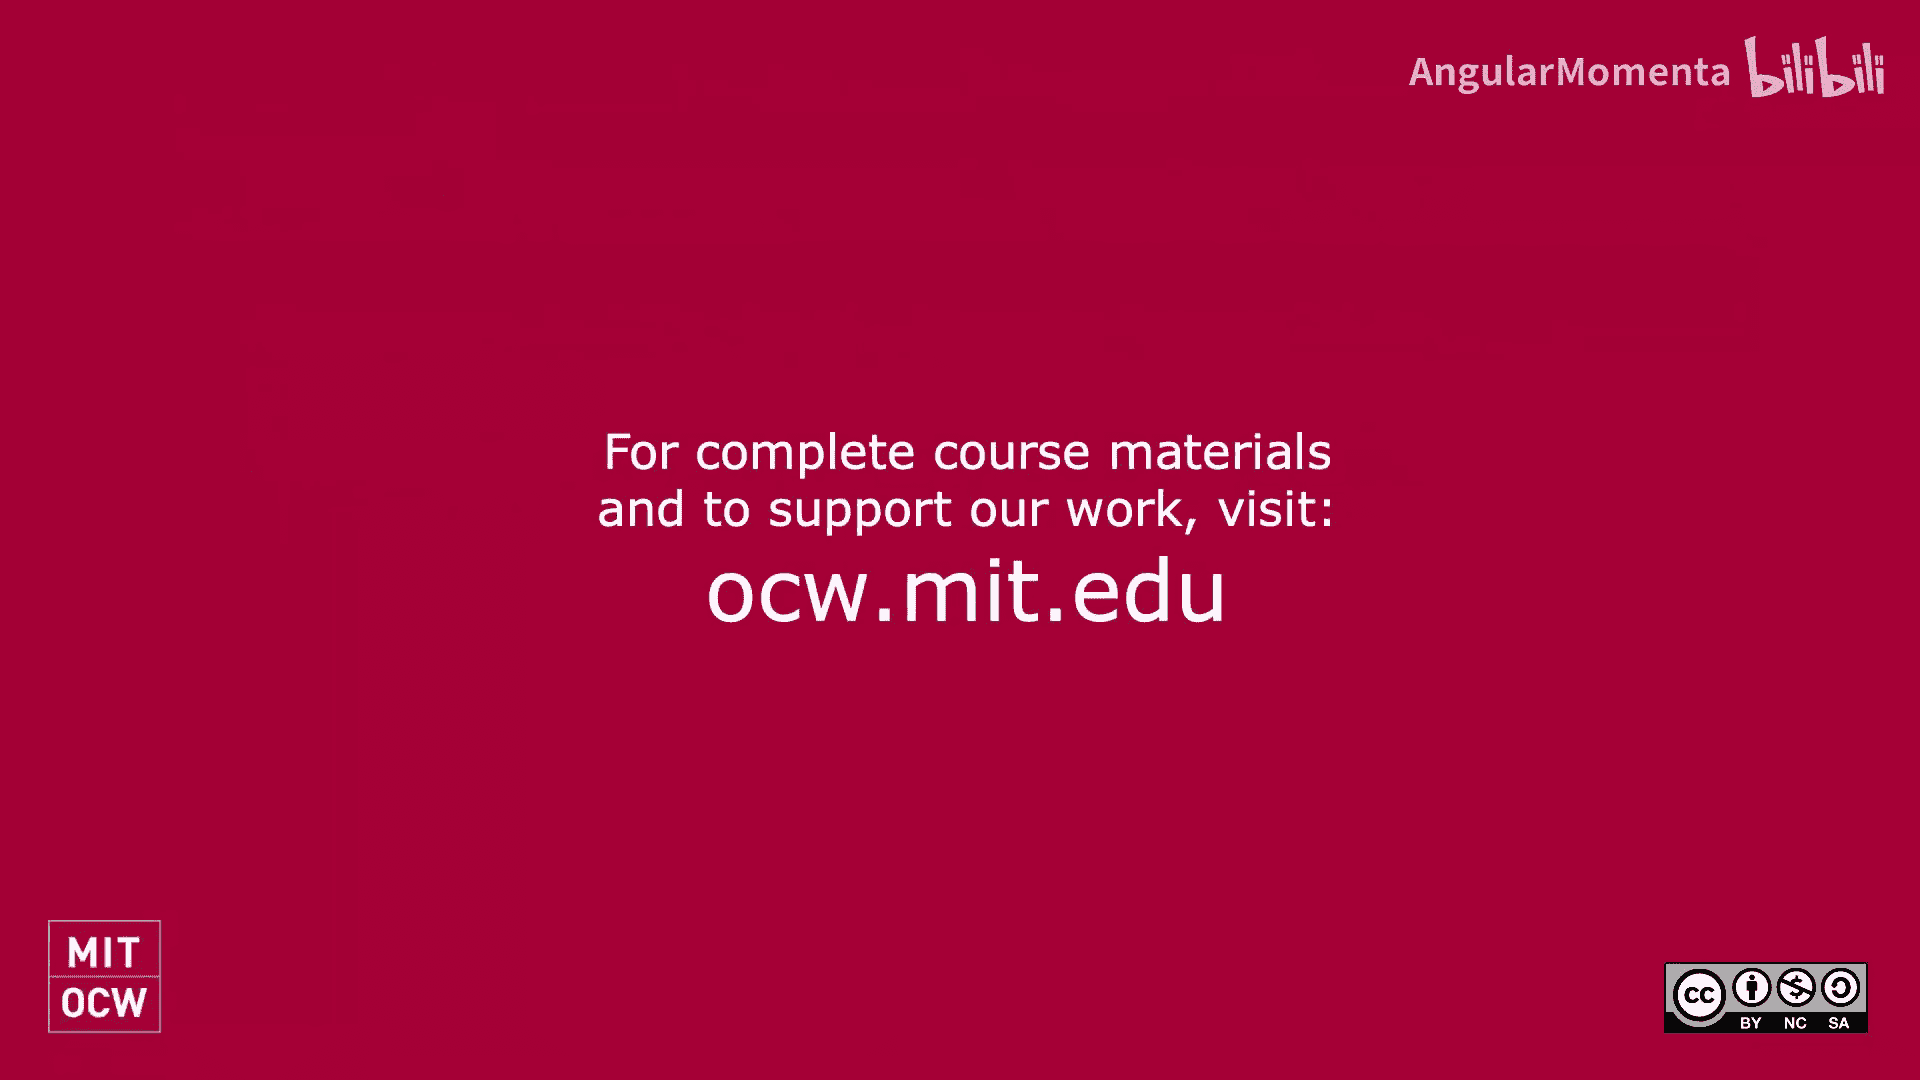 AngularMomenta bilibili
For complete course materials
and to support our work, visit:
ocw.mit.edu
MIT
OCW
cc
BY NC SA